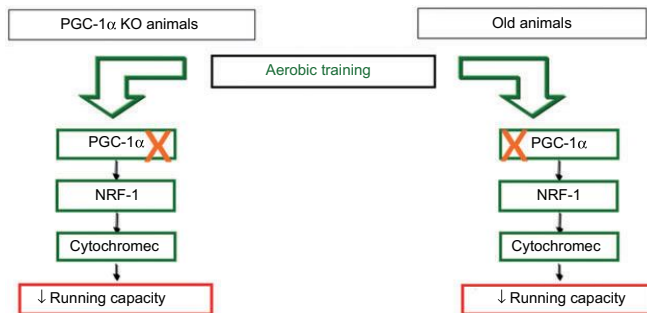 PGC-1α KO animals
Old animals
Aerobic training
PGC-1α
PGC-1α
NRF-1
NRF-1
Cytochromec
Cytochromec
↓ Running capacity
↓ Running capacity